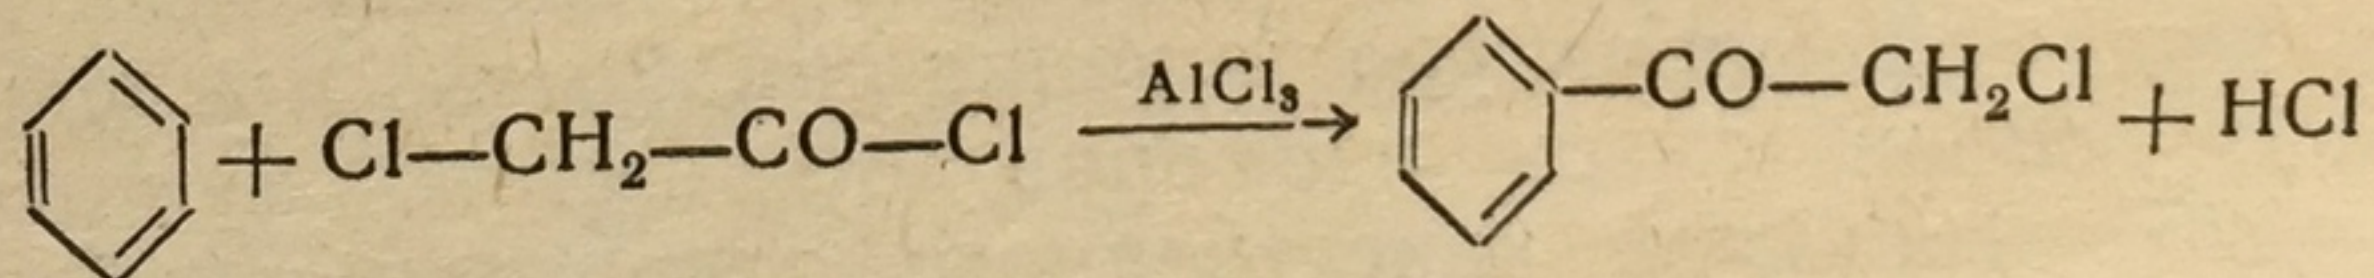 AlCl₃
+ Cl—CH₂—CO—Cl → —CO—CH₂Cl + HCl